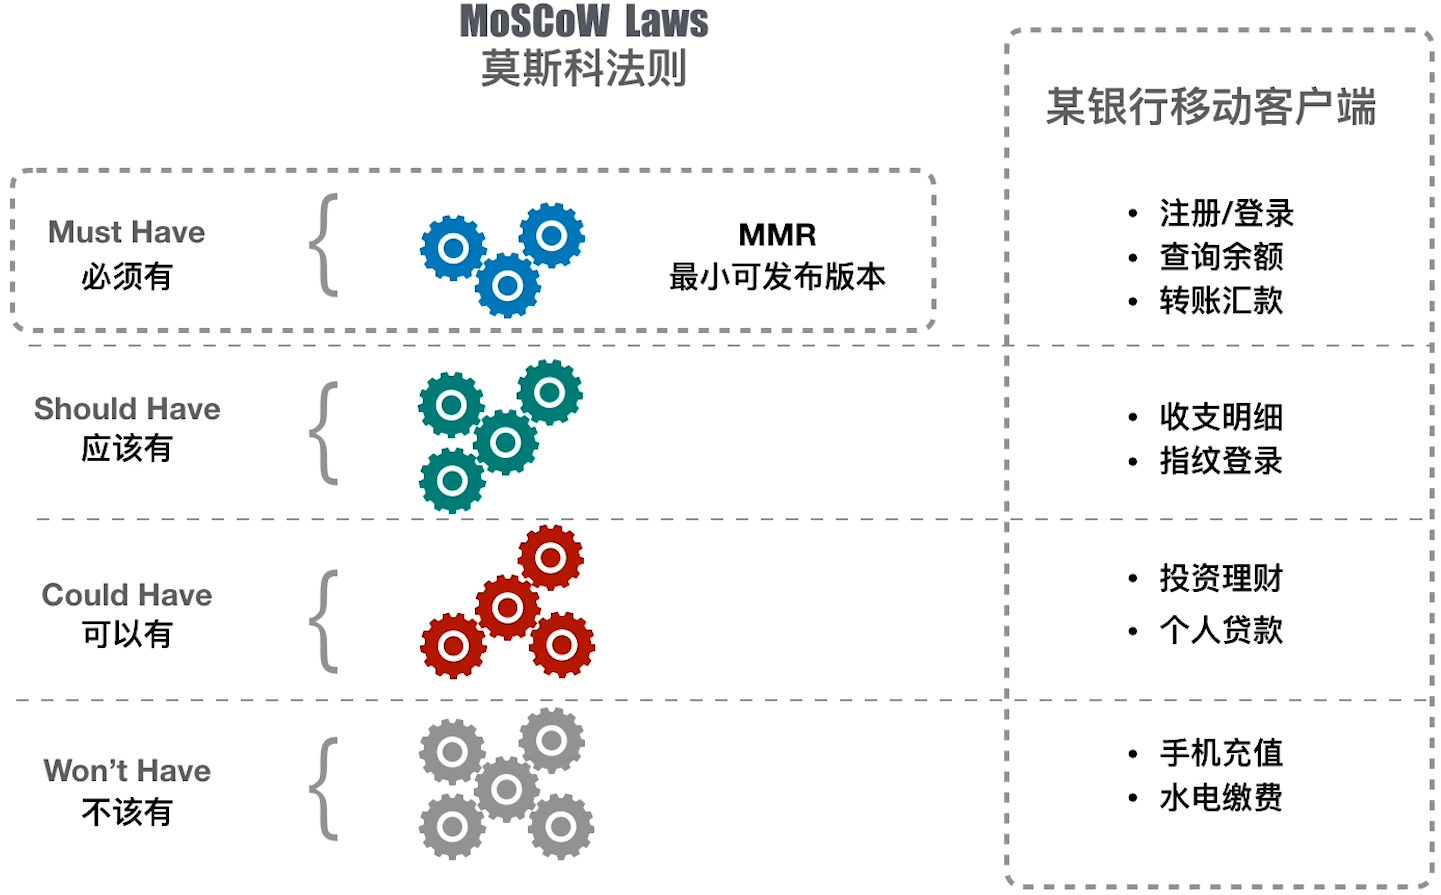 MoSCoW Laws
莫斯科法则
某银行移动客户端
Must Have
必须有
MMR
最小可发布版本
• 注册/登录
• 查询余额
• 转账汇款
Should Have
应该有
• 收支明细
• 指纹登录
Could Have
可以有
• 投资理财
• 个人贷款
Won’t Have
不该有
• 手机充值
• 水电缴费